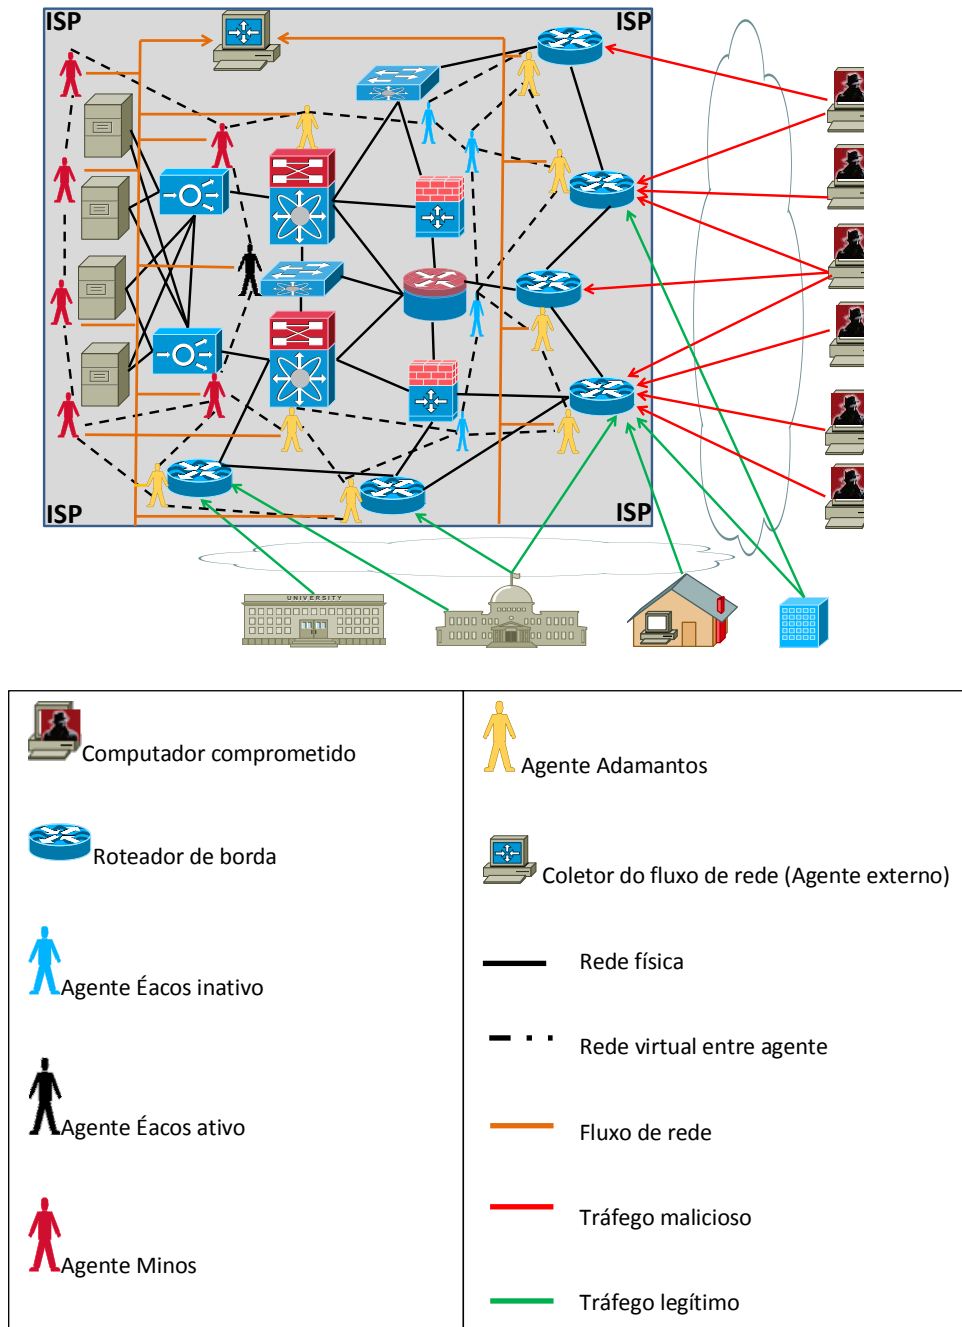 ISP
ISP
ISP
ISP
UNIVERSITY
Computador comprometido
Roteador de borda
Agente Éacos inativo
Agente Éacos ativo
Agente Minos
Agente Adamantos
Coletor do fluxo de rede (Agente externo)
Rede física
Rede virtual entre agente
Fluxo de rede
Tráfego malicioso
Tráfego legítimo